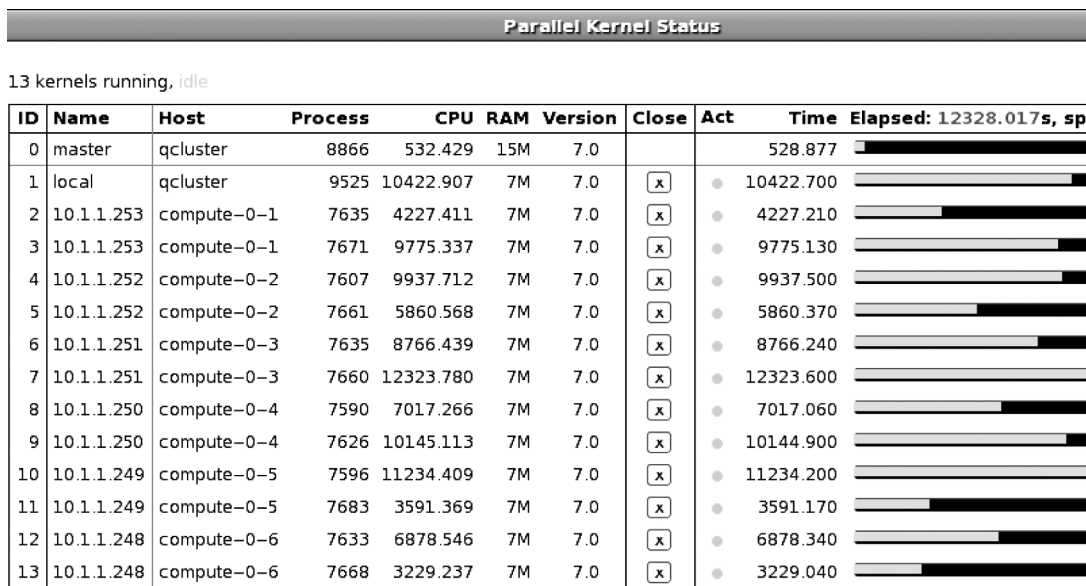 Parallel Kernel Status
13 kernels running, idle
ID Name Host Process CPU RAM Version Close Act Time Elapsed: 12328.017s, sp
0 master qcluster 8866 532.429 15M 7.0 528.877
1 local qcluster 9525 10422.907 7M 7.0 x 10422.700
2 10.1.1.253 compute-0-1 7635 4227.411 7M 7.0 x 4227.210
3 10.1.1.253 compute-0-1 7671 9775.337 7M 7.0 x 9775.130
4 10.1.1.252 compute-0-2 7607 9937.712 7M 7.0 x 9937.500
5 10.1.1.252 compute-0-2 7661 5860.568 7M 7.0 x 5860.370
6 10.1.1.251 compute-0-3 7635 8766.439 7M 7.0 x 8766.240
7 10.1.1.251 compute-0-3 7660 12323.780 7M 7.0 x 12323.600
8 10.1.1.250 compute-0-4 7590 7017.266 7M 7.0 x 7017.060
9 10.1.1.250 compute-0-4 7626 10145.113 7M 7.0 x 10144.900
10 10.1.1.249 compute-0-5 7596 11234.409 7M 7.0 x 11234.200
11 10.1.1.249 compute-0-5 7683 3591.369 7M 7.0 x 3591.170
12 10.1.1.248 compute-0-6 7633 6878.546 7M 7.0 x 6878.340
13 10.1.1.248 compute-0-6 7668 3229.237 7M 7.0 x 3229.040